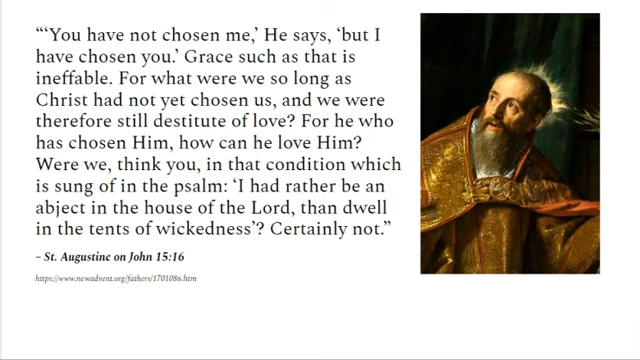 “‘You have not chosen me,’ He says, ‘but I
have chosen you.’ Grace such as that is
ineffable. For what were we so long as
Christ had not yet chosen us, and we were
therefore still destitute of love? For he who
has chosen Him, how can he love Him?
Were we, think you, in that condition which
is sung of in the psalm: ‘I had rather be an
abject in the house of the Lord, than dwell
in the tents of wickedness’? Certainly not.”
– St. Augustine on John 15:16
https://www.newadvent.org/fathers/1701086.htm